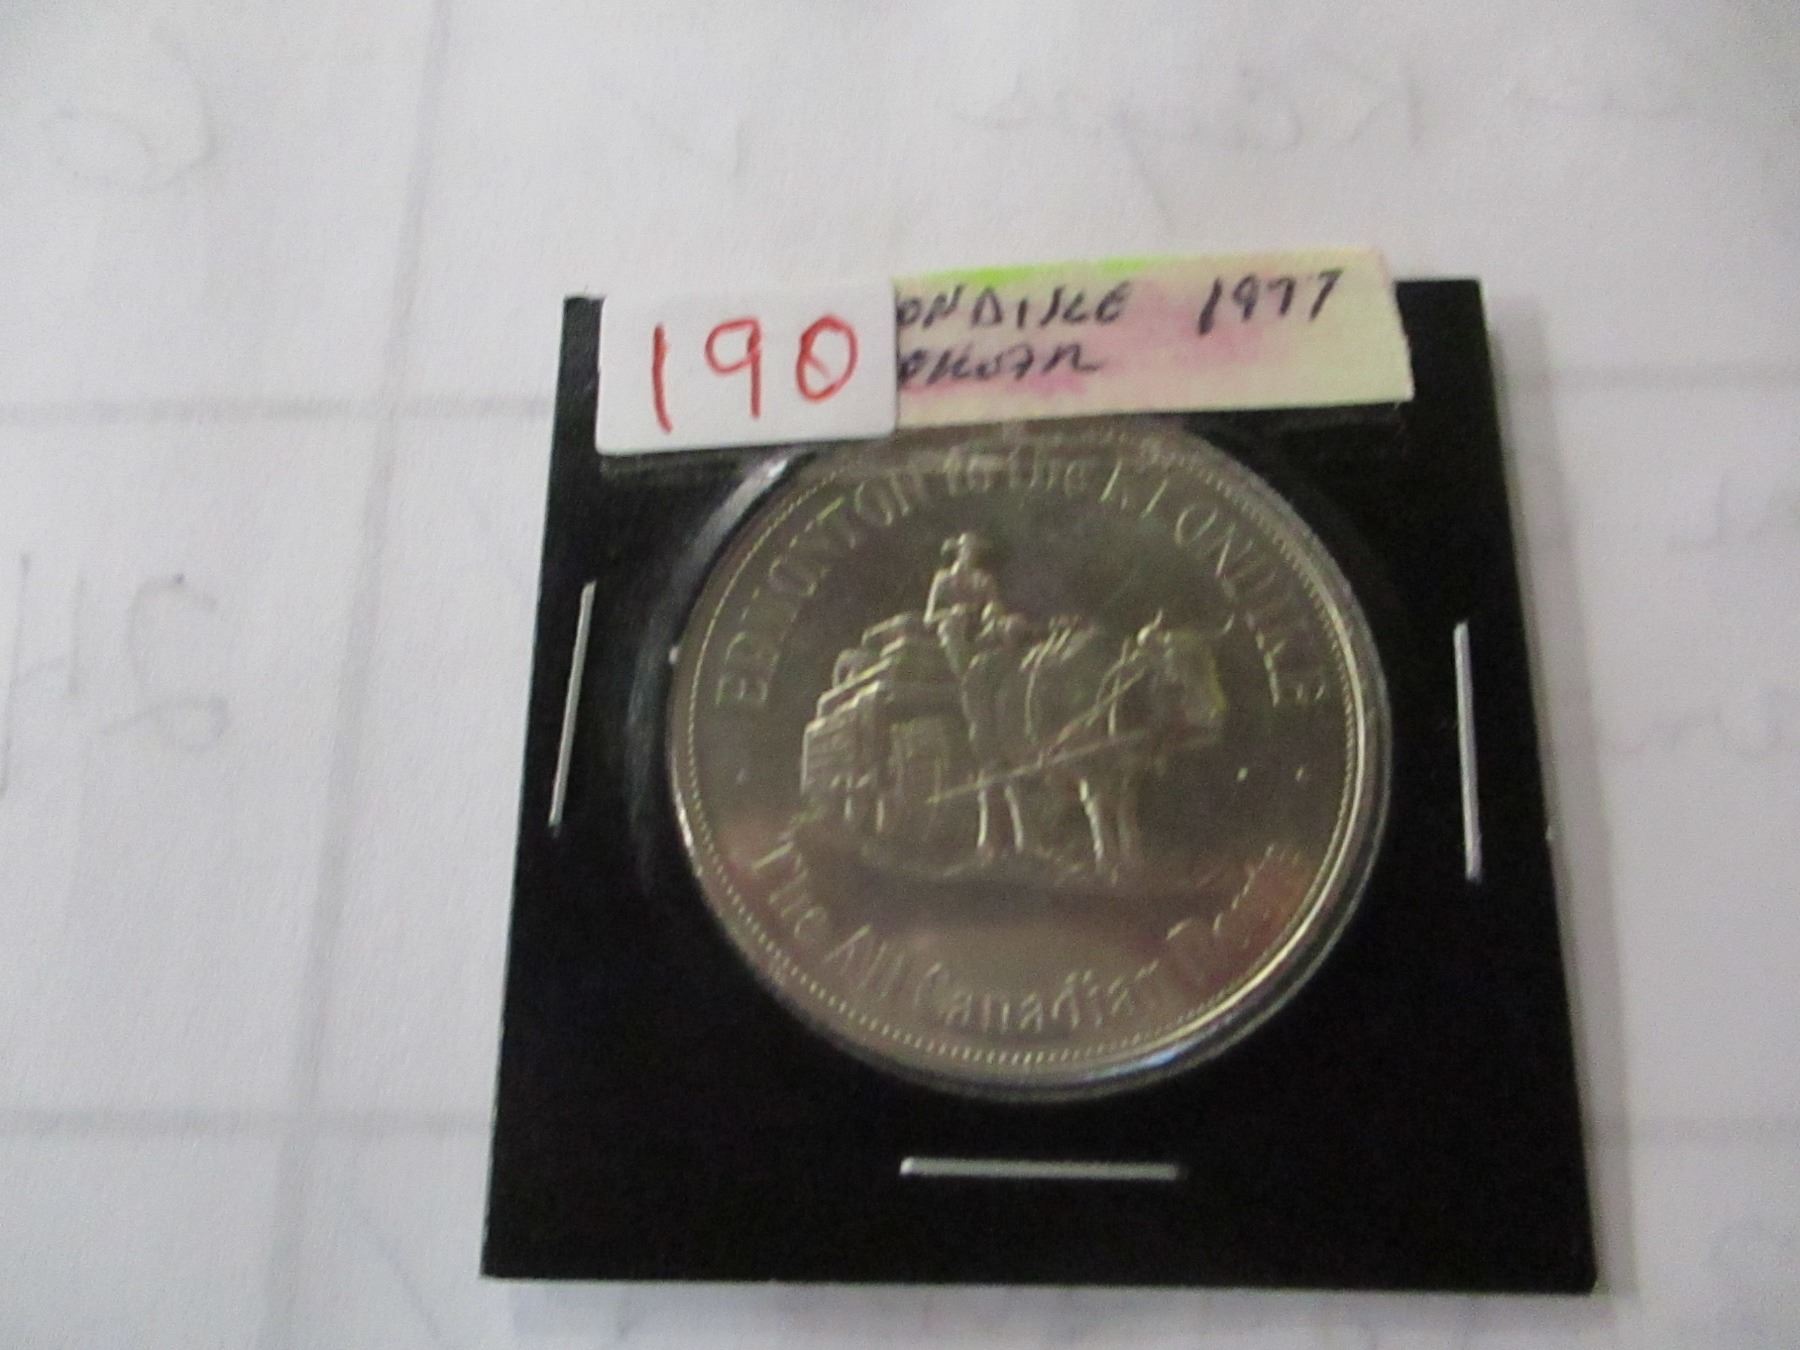 190
ONDIKE 1977
EDMONTON to the KLONDIKE
The All Canadian Route